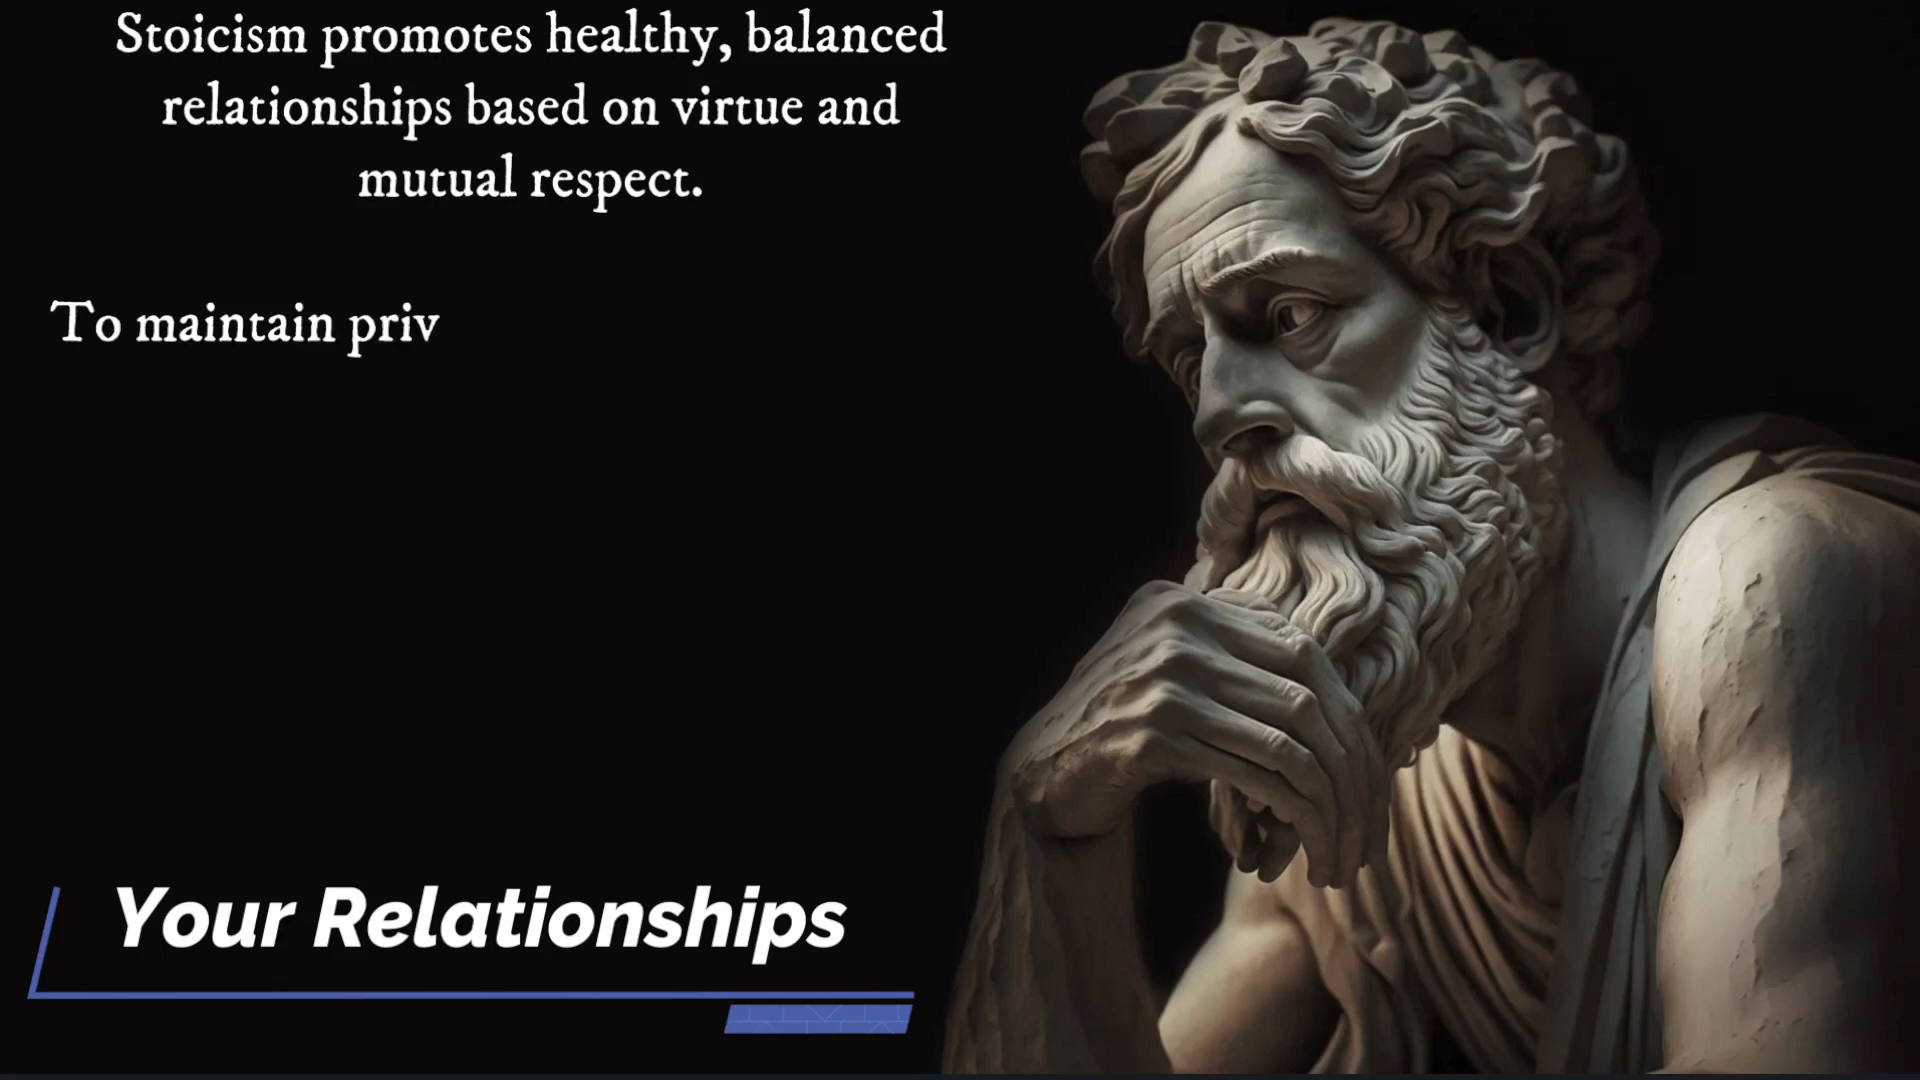 Stoicism promotes healthy, balanced
relationships based on virtue and
mutual respect.
To maintain priv
Your Relationships